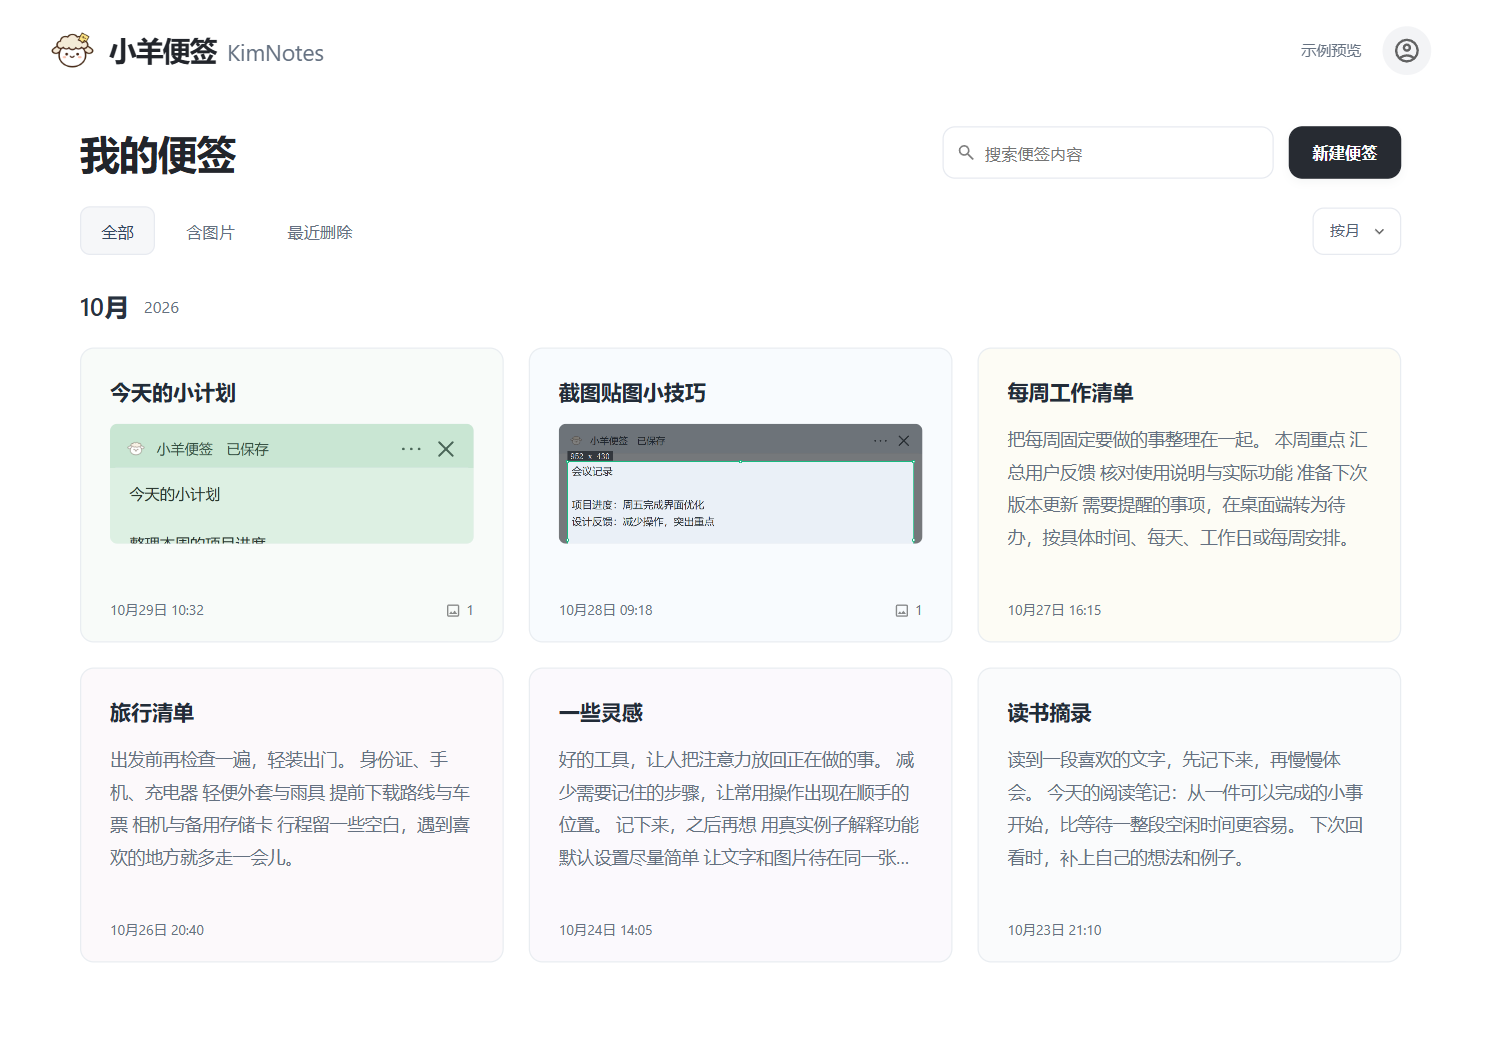 小羊便签 KimNotes
示例预览
我的便签
搜索便签内容
新建便签
全部 含图片 最近删除
按月
10月 2026
今天的小计划
小羊便签 已保存
今天的小计划
整理本周的项目进度
10月29日 10:32
1
截图贴图小技巧
小羊便签 已保存
952 x 430
会议记录
项目进度：周五完成界面优化
设计反馈：减少操作，突出重点
10月28日 09:18
1
每周工作清单
把每周固定要做的事整理在一起。 本周重点 汇
总用户反馈 核对使用说明与实际功能 准备下次
版本更新 需要提醒的事项，在桌面端转为待
办，按具体时间、每天、工作日或每周安排。
10月27日 16:15
旅行清单
出发前再检查一遍，轻装出门。 身份证、手
机、充电器 轻便外套与雨具 提前下载路线与车
票 相机与备用存储卡 行程留一些空白，遇到喜
欢的地方就多走一会儿。
10月26日 20:40
一些灵感
好的工具，让人把注意力放回正在做的事。 减
少需要记住的步骤，让常用操作出现在顺手的
位置。 记下来，之后再想 用真实例子解释功能
默认设置尽量简单 让文字和图片待在同一张...
10月24日 14:05
读书摘录
读到一段喜欢的文字，先记下来，再慢慢体
会。 今天的阅读笔记：从一件可以完成的小事
开始，比等待一整段空闲时间更容易。 下次回
看时，补上自己的想法和例子。
10月23日 21:10